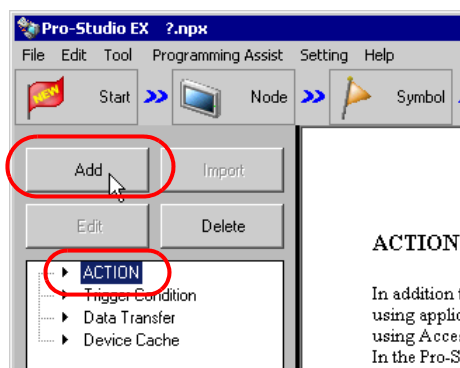 Pro-Studio EX ?.npx
File Edit Tool Programming Assist Setting Help
NEW Start Node Symbol
Add Import
Edit Delete
ACTION
Trigger Condition
Data Transfer
Device Cache
ACTION
In addition
using applic
using Acces
In the Pro-S